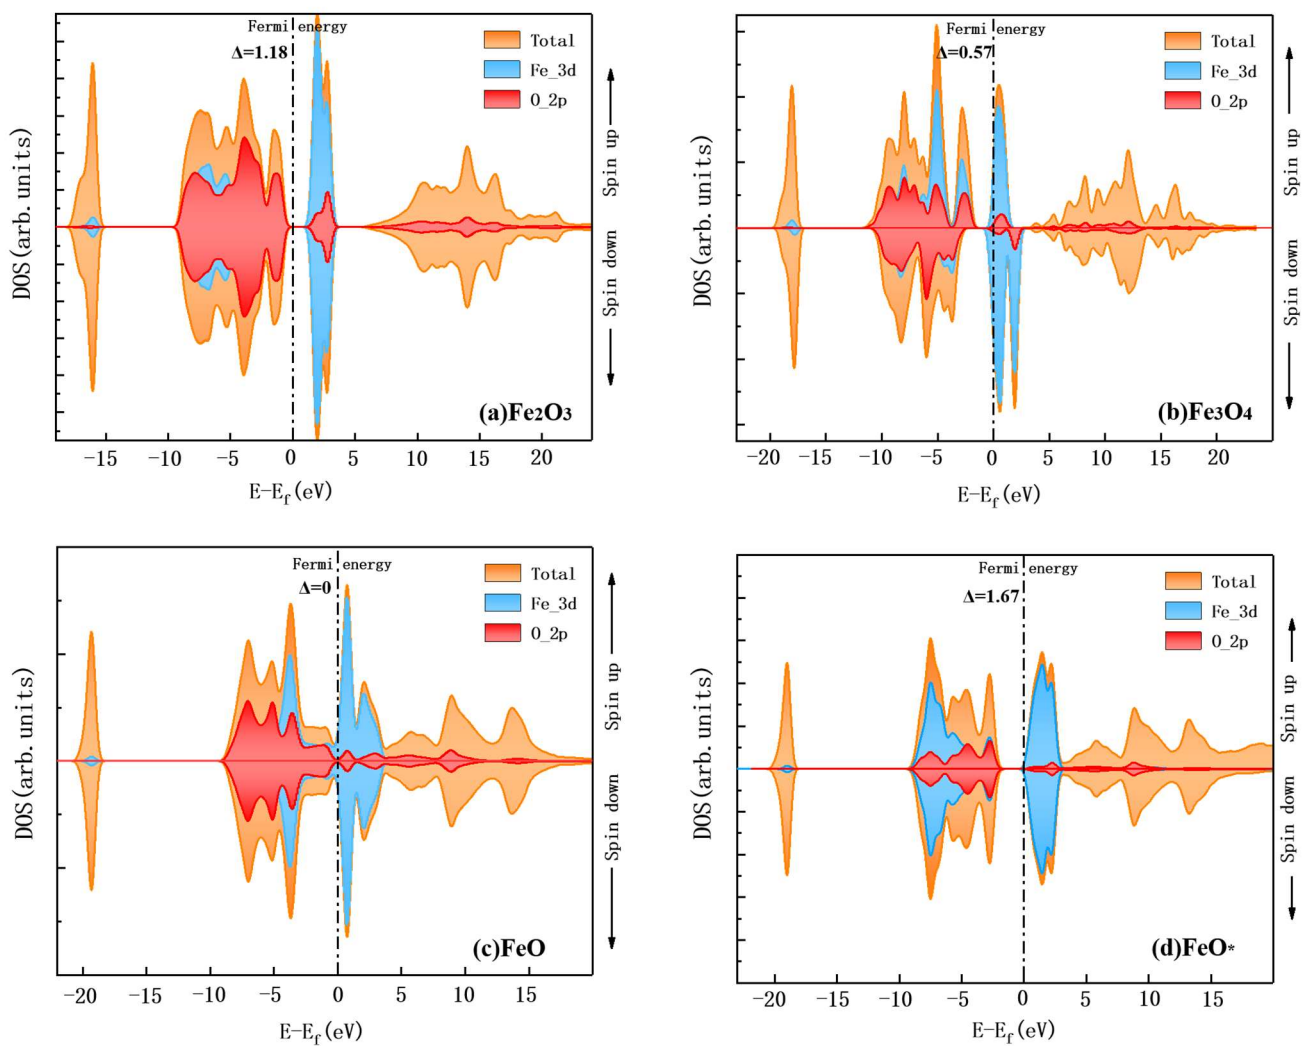 Fermi energy
Δ=1.18
Total
Fe_3d
O_2p
DOS(arb. units)
Spin up
Spin down
(a)Fe2O3
−15 −10 −5 0 5 10 15 20
E−Ef(eV)
Fermi energy
Δ=0.57
Total
Fe_3d
O_2p
DOS(arb. units)
Spin up
Spin down
(b)Fe3O4
−20 −15 −10 −5 0 5 10 15 20
E−Ef(eV)
Fermi energy
Δ=0
Total
Fe_3d
O_2p
DOS(arb. units)
Spin up
Spin down
(c)FeO
−20 −15 −10 −5 0 5 10 15
E−Ef(eV)
Fermi energy
Δ=1.67
Total
Fe_3d
O_2p
DOS(arb. units)
Spin up
Spin down
(d)FeO*
−20 −15 −10 −5 0 5 10 15
E−Ef(eV)